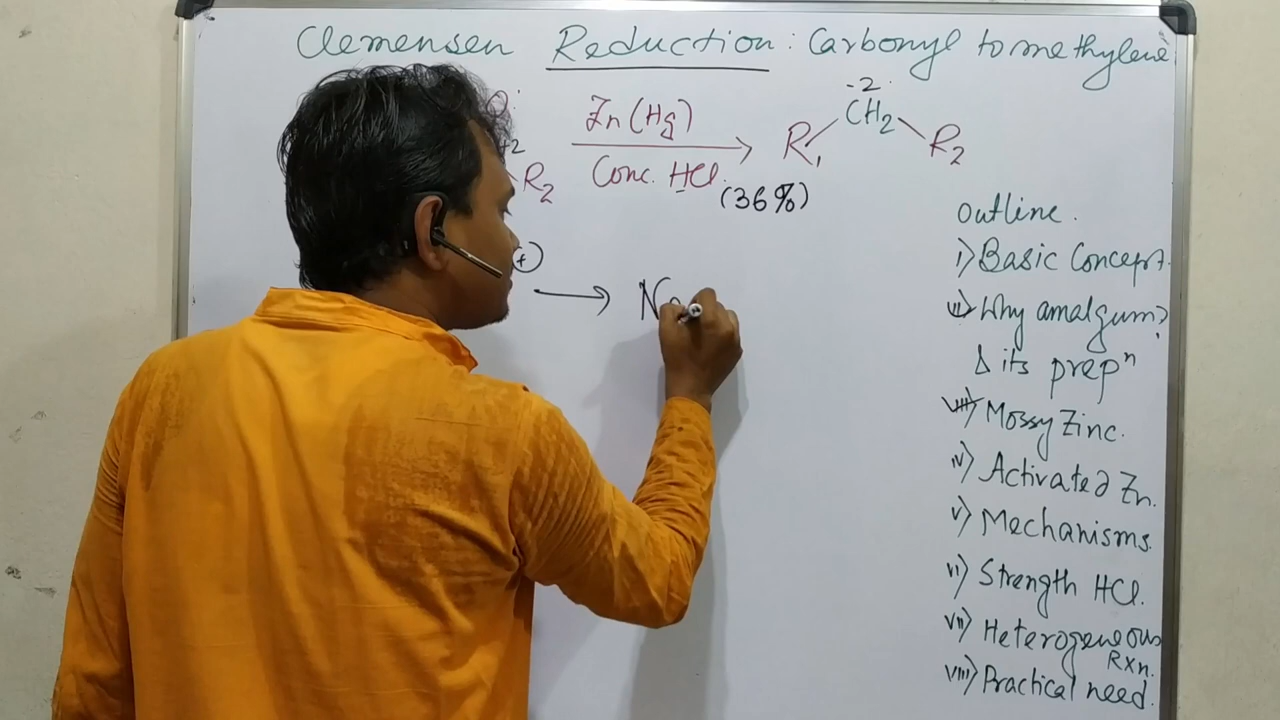 Clemensen Reduction: Carbonyl to methylene
-2
+2
Zn(Hg)
CH2
R2
Conc. HCl.
(36%)
R1
R2
+
N
Outline.
i) Basic Concept.
ii) Why amalgum?
& its prepn
iii) Mossy Zinc.
iv) Activated Zn.
v) Mechanisms.
vi) Strength HCl.
vii) Heterogeneous
Rxn.
viii) Practical need.